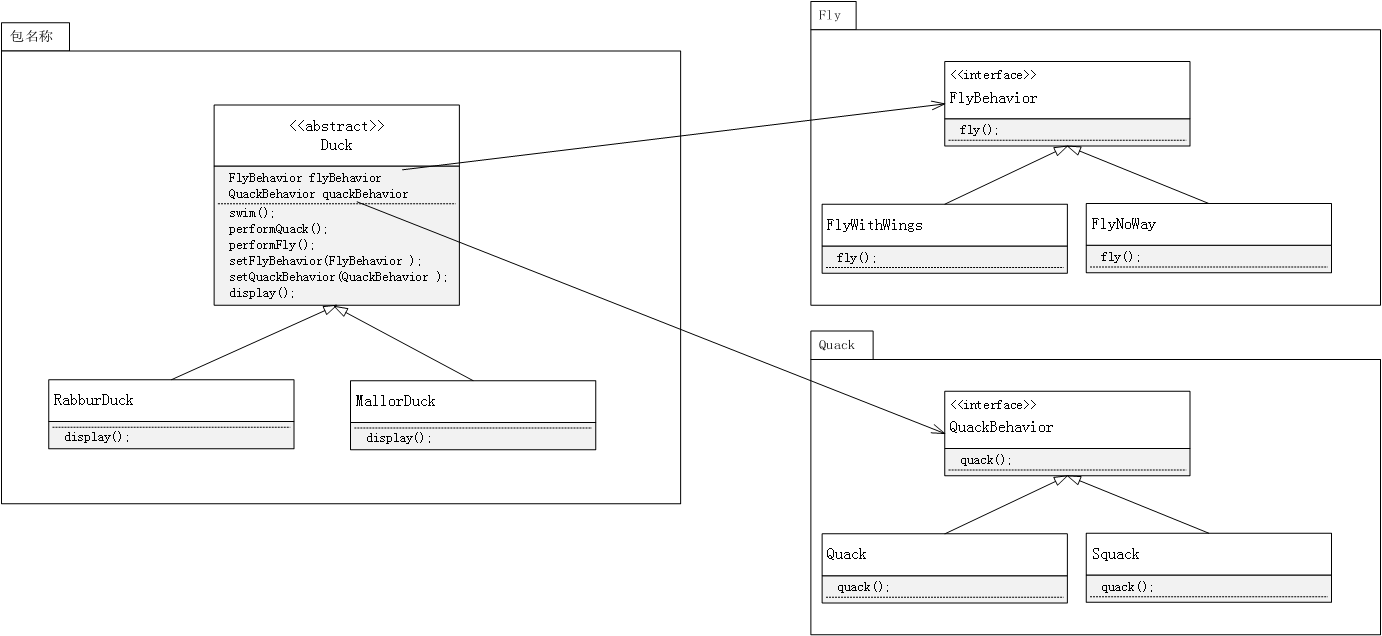 包名称
<<abstract>>
Duck
FlyBehavior flyBehavior
QuackBehavior quackBehavior
swim();
performQuack();
performFly();
setFlyBehavior(FlyBehavior );
setQuackBehavior(QuackBehavior );
display();
RabburDuck
display();
MallorDuck
display();
Fly
<<interface>>
FlyBehavior
fly();
FlyWithWings
fly();
FlyNoWay
fly();
Quack
<<interface>>
QuackBehavior
quack();
Quack
quack();
Squack
quack();